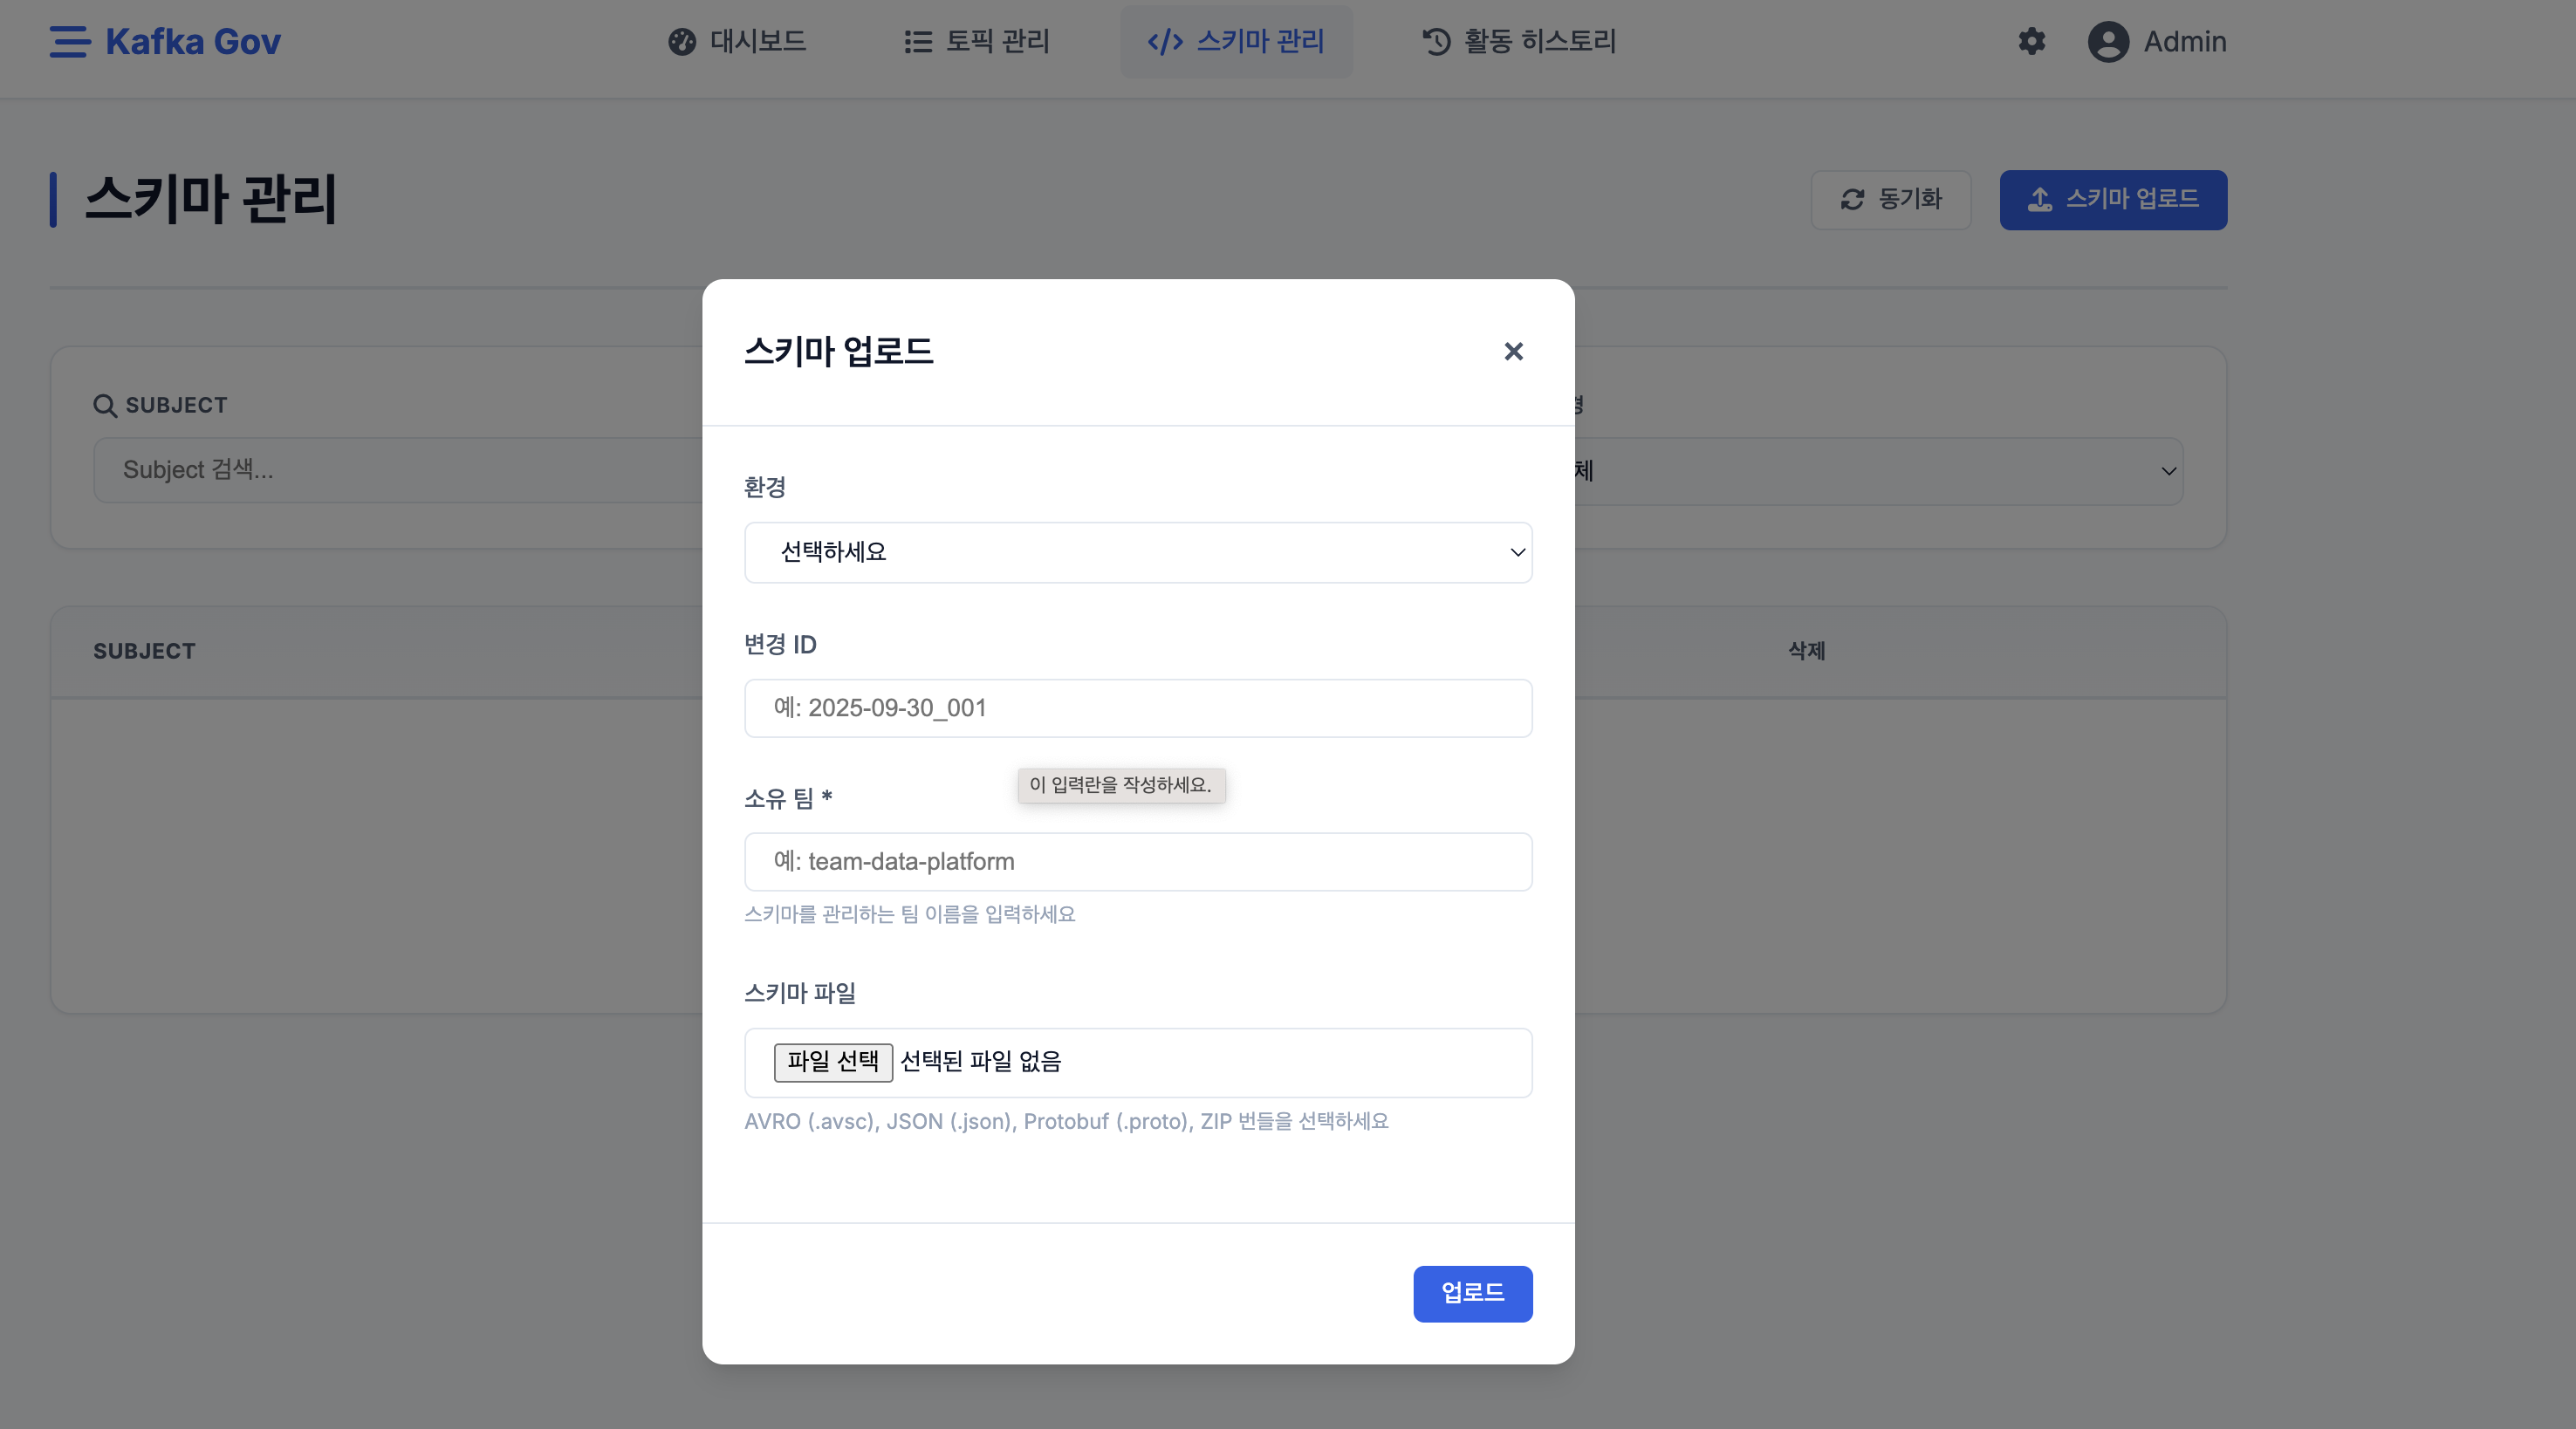 Kafka Gov
대시보드
토픽 관리
스키마 관리
활동 히스토리
Admin
스키마 관리
동기화
스키마 업로드
SUBJECT
Subject 검색...
경
체
SUBJECT
삭제
스키마 업로드
환경
선택하세요
변경 ID
예: 2025-09-30_001
이 입력란을 작성하세요.
소유 팀 *
예: team-data-platform
스키마를 관리하는 팀 이름을 입력하세요
스키마 파일
파일 선택 선택된 파일 없음
AVRO (.avsc), JSON (.json), Protobuf (.proto), ZIP 번들을 선택하세요
업로드